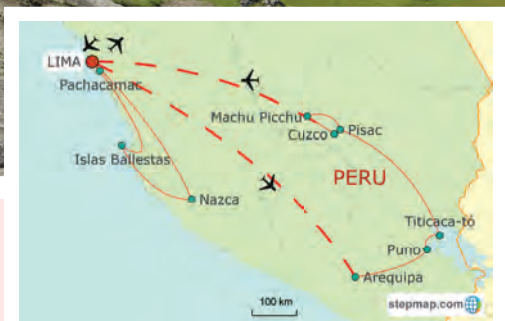 LIMA
Pachacamac
Machu Picchu
Pisac
Cuzco
Islas Ballestas
PERU
Nazca
Titicaca-tó
Puno
Arequipa
100 km
stepmap.com